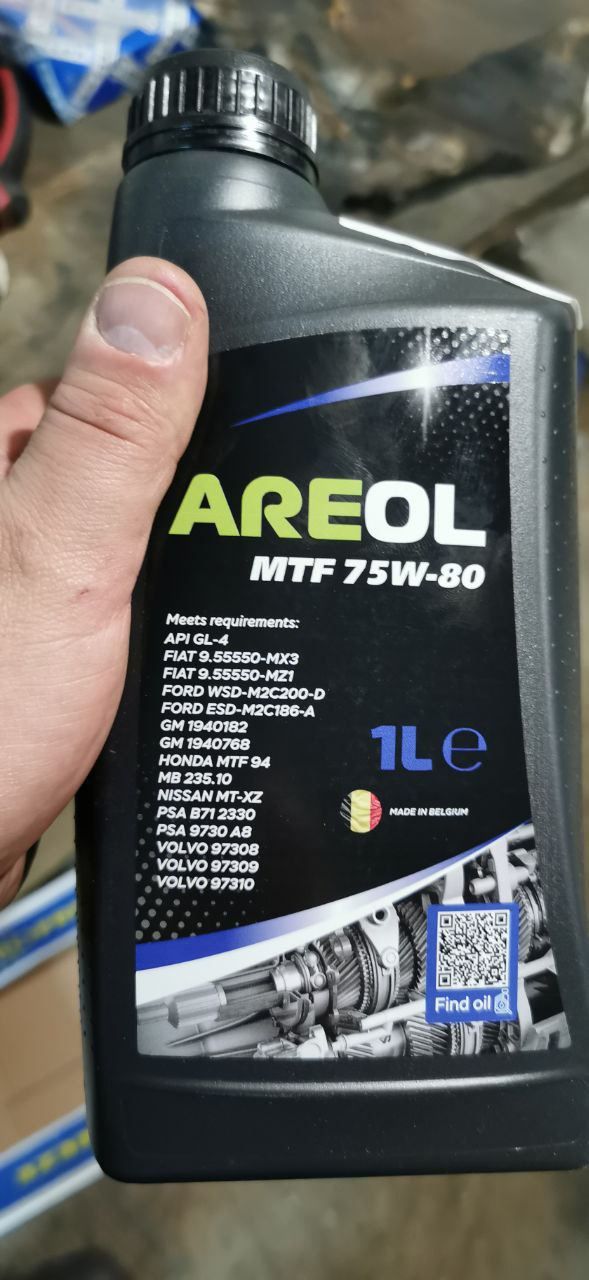 AREOL
MTF 75W-80
Meets requirements:
API GL-4
FIAT 9.55550-MX3
FIAT 9.55550-MZ1
FORD WSD-M2C200-D
FORD ESD-M2C186-A
GM 1940182
GM 1940768
HONDA MTF 94
MB 235.10
NISSAN MT-XZ
PSA B71 2330
PSA 9730 A8
VOLVO 97308
VOLVO 97309
VOLVO 97310
1L e
MADE IN BELGIUM
Find oil